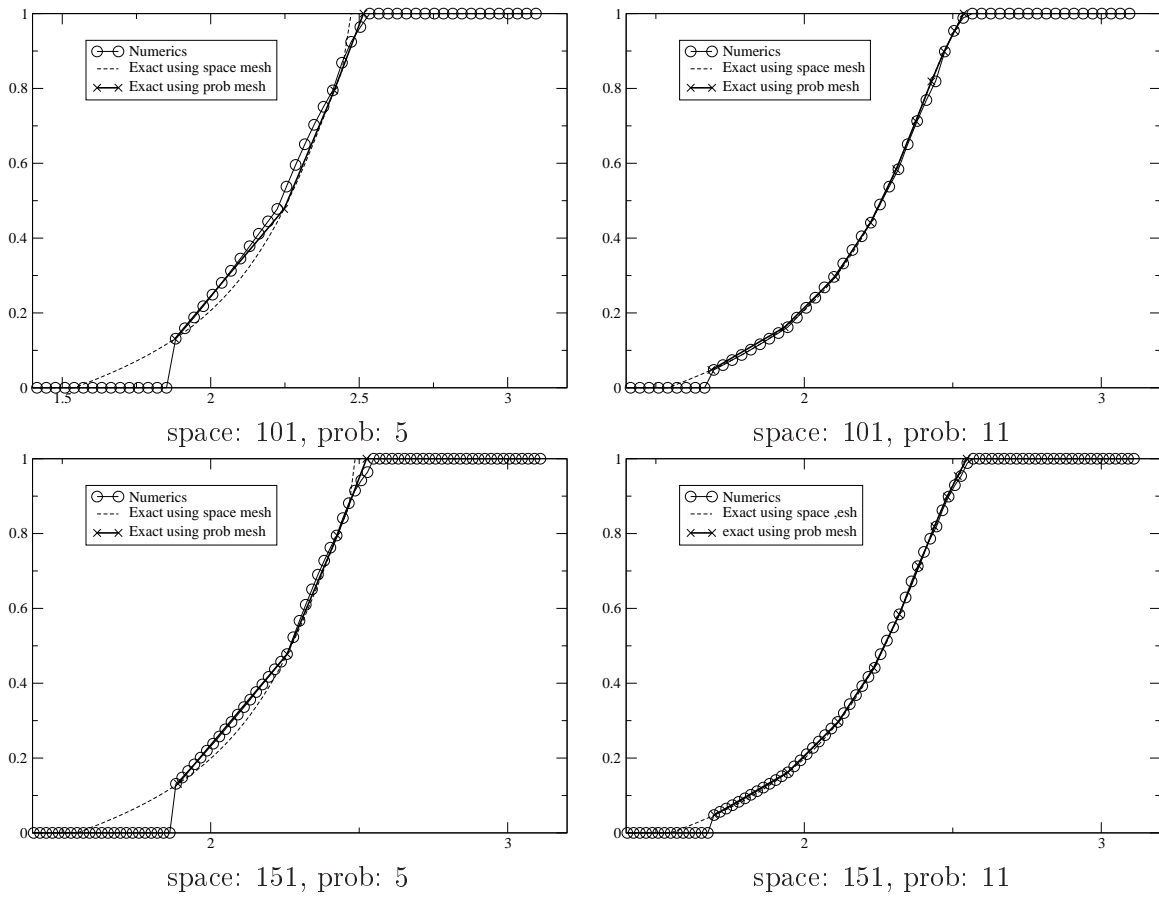 1
0.8
0.6
0.4
0.2
0
1.5
2
2.5
3
Numerics
Exact using space mesh
Exact using prob mesh
space: 101, prob: 5
1
0.8
0.6
0.4
0.2
0
2
3
Numerics
Exact using space mesh
Exact using prob mesh
space: 101, prob: 11
1
0.8
0.6
0.4
0.2
0
2
3
Numerics
Exact using space mesh
Exact using prob mesh
space: 151, prob: 5
1
0.8
0.6
0.4
0.2
0
2
3
Numerics
Exact using space ,esh
exact using prob mesh
space: 151, prob: 11